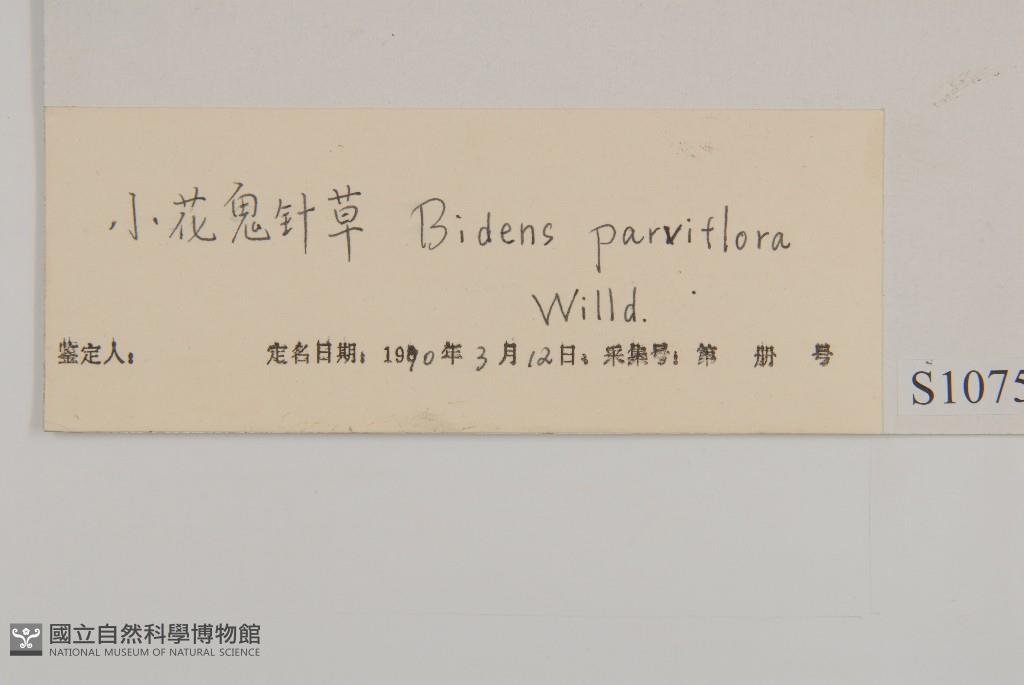 小花鬼针草 Bidens parviflora
Willd.
鉴定人: 定名日期: 1990年3月12日、采集号: 第 册 号
S1075
國立自然科學博物館
NATIONAL MUSEUM OF NATURAL SCIENCE